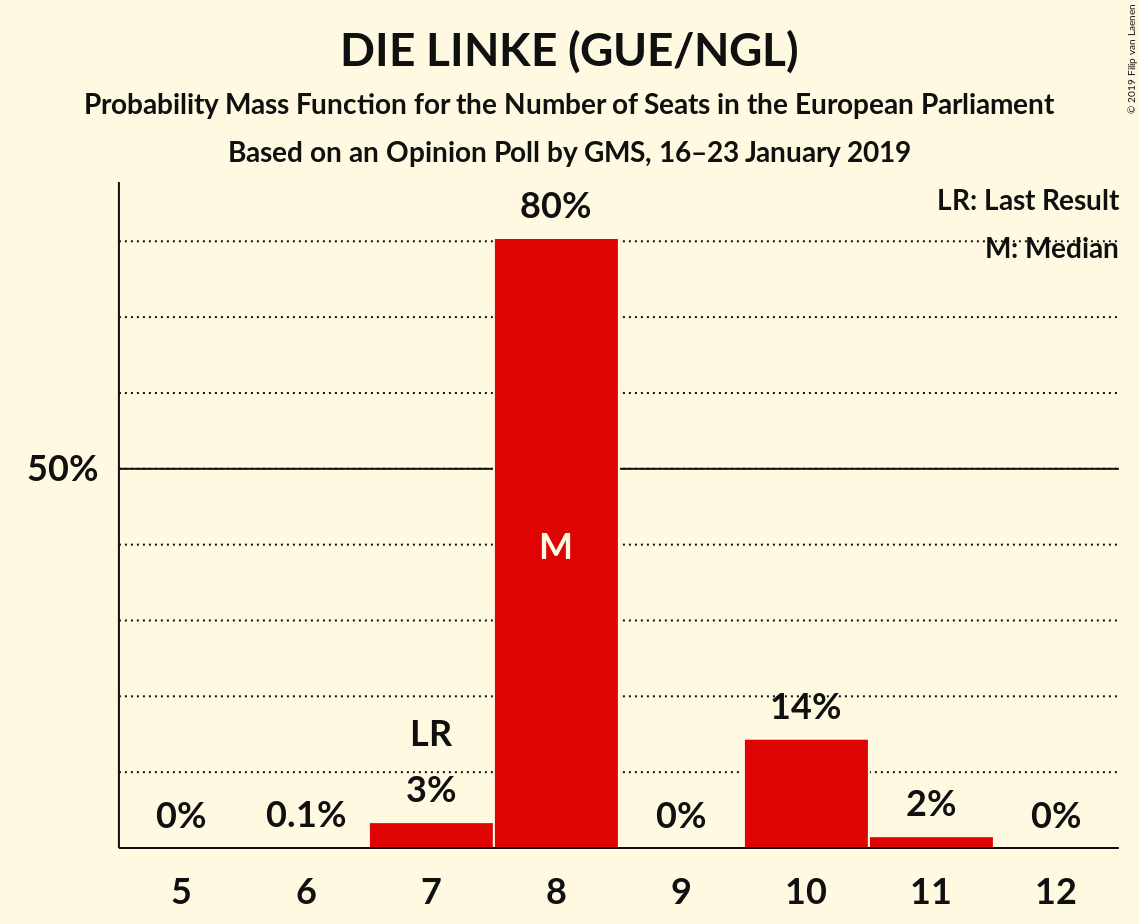 DIE LINKE (GUE/NGL)
Probability Mass Function for the Number of Seats in the European Parliament
Based on an Opinion Poll by GMS, 16–23 January 2019
© 2019 Filip van Laenen
LR: Last Result
M: Median
80%
50%
M
14%
LR
3%
2%
0%
0.1%
0%
0%
5 6 7 8 9 10 11 12